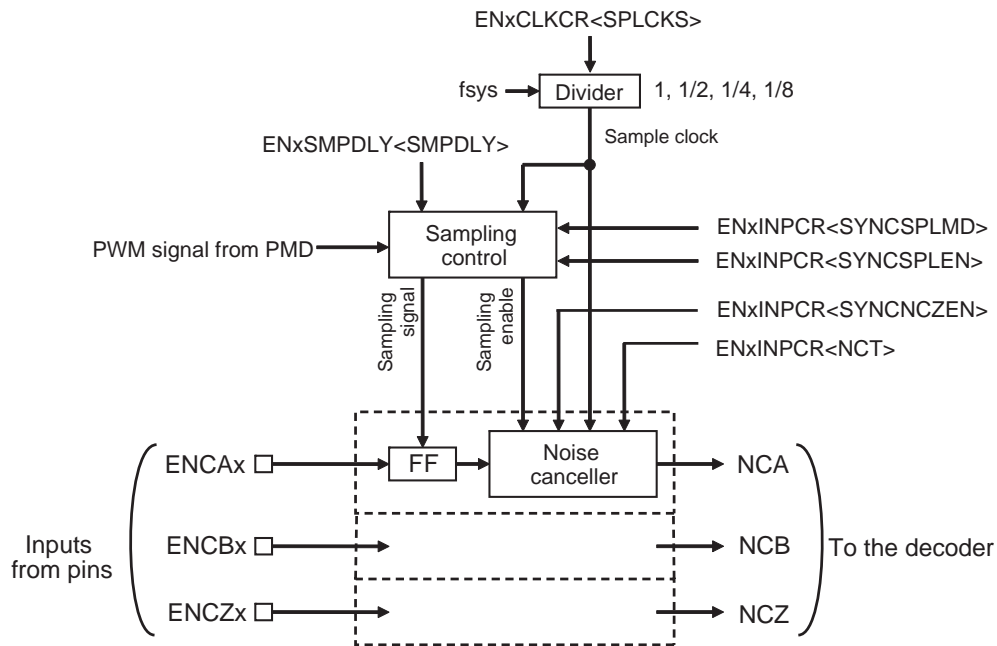 ENxCLKCR<SPLCKS>
fsys
Divider
1, 1/2, 1/4, 1/8
Sample clock
ENxSMPDLY<SMPDLY>
PWM signal from PMD
Sampling
control
ENxINPCR<SYNCSPLMD>
ENxINPCR<SYNCSPLEN>
Sampling
signal
Sampling
enable
ENxINPCR<SYNCNCZEN>
ENxINPCR<NCT>
ENCAx
FF
Noise
canceller
NCA
Inputs
from pins
ENCBx
NCB
To the decoder
ENCZx
NCZ